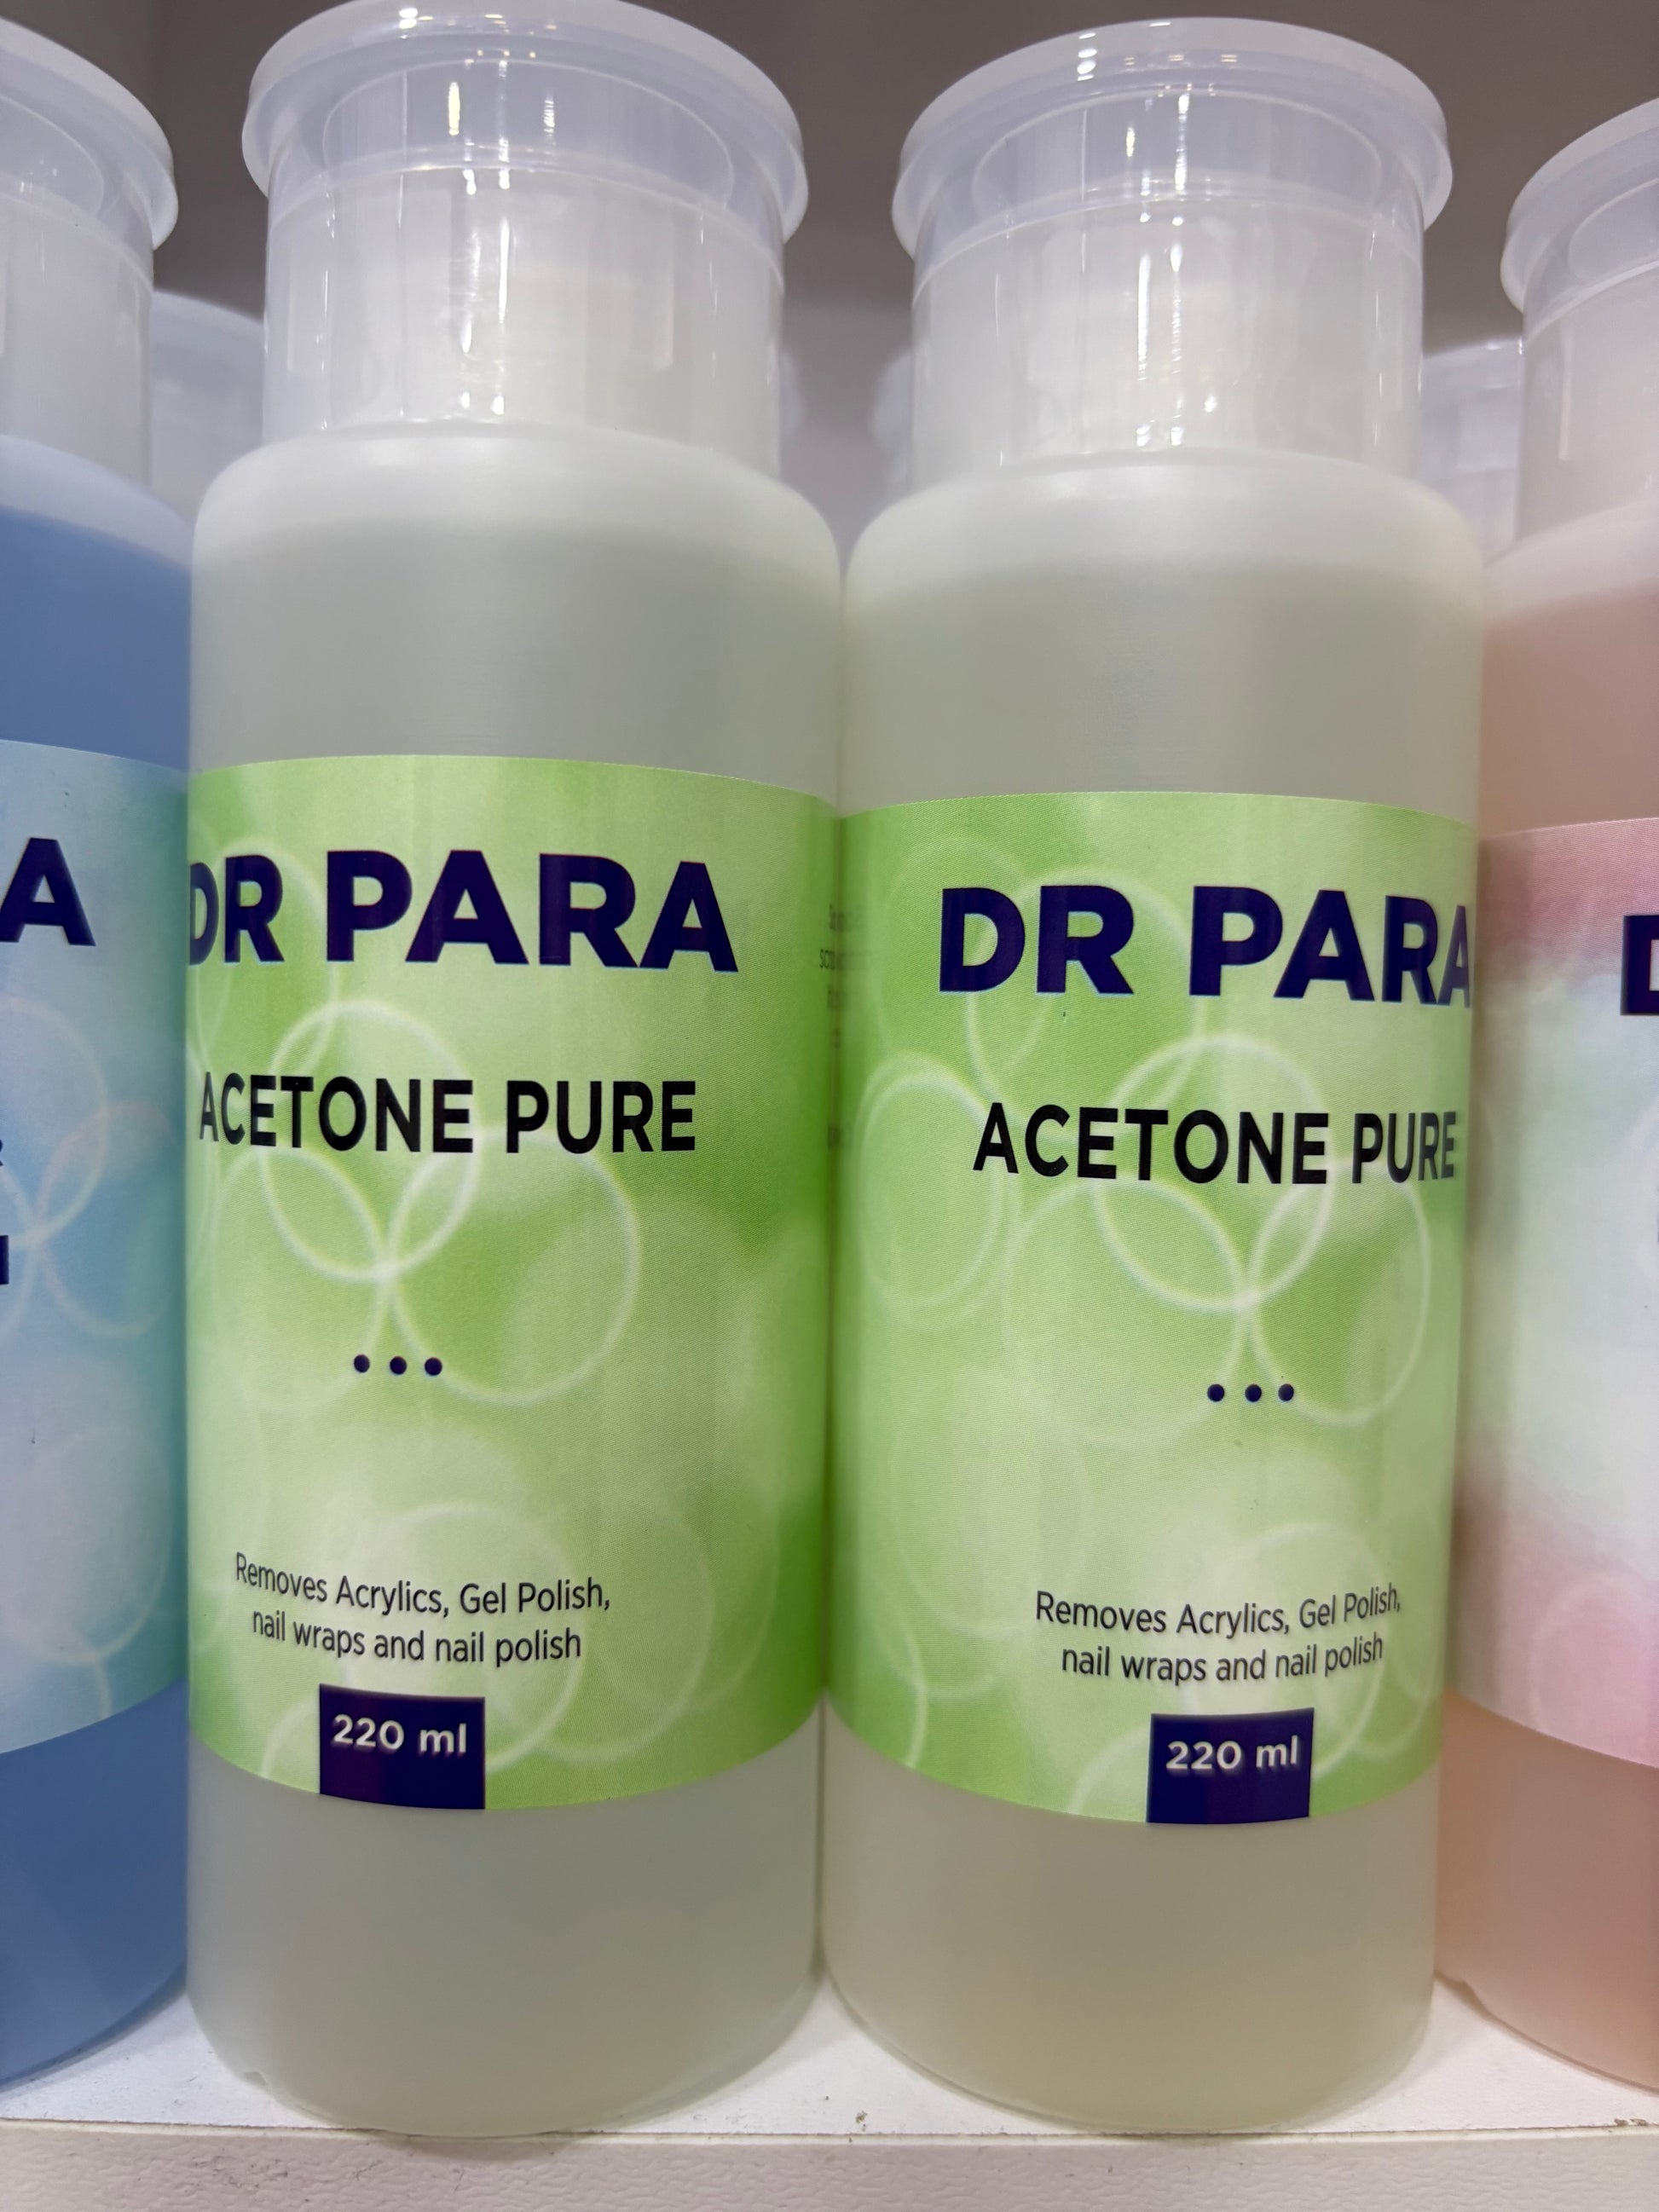 DR PARA
ACETONE PURE
Removes Acrylics, Gel Polish,
nail wraps and nail polish
220 ml
DR PARA
ACETONE PURE
Removes Acrylics, Gel Polish,
nail wraps and nail polish
220 ml